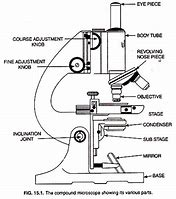 EYE PIECE
COURSE ADJUSTMENT
KNOB
BODY TUBE
FINE ADJUSTMENT
KNOB
REVOLVING
NOSE PIECE
OBJECTIVE
STAGE
CONDENSER
INCLINATION
JOINT
SUB STAGE
MIRROR
BASE
FIG. 15.1. The compound microscope showing its various parts.